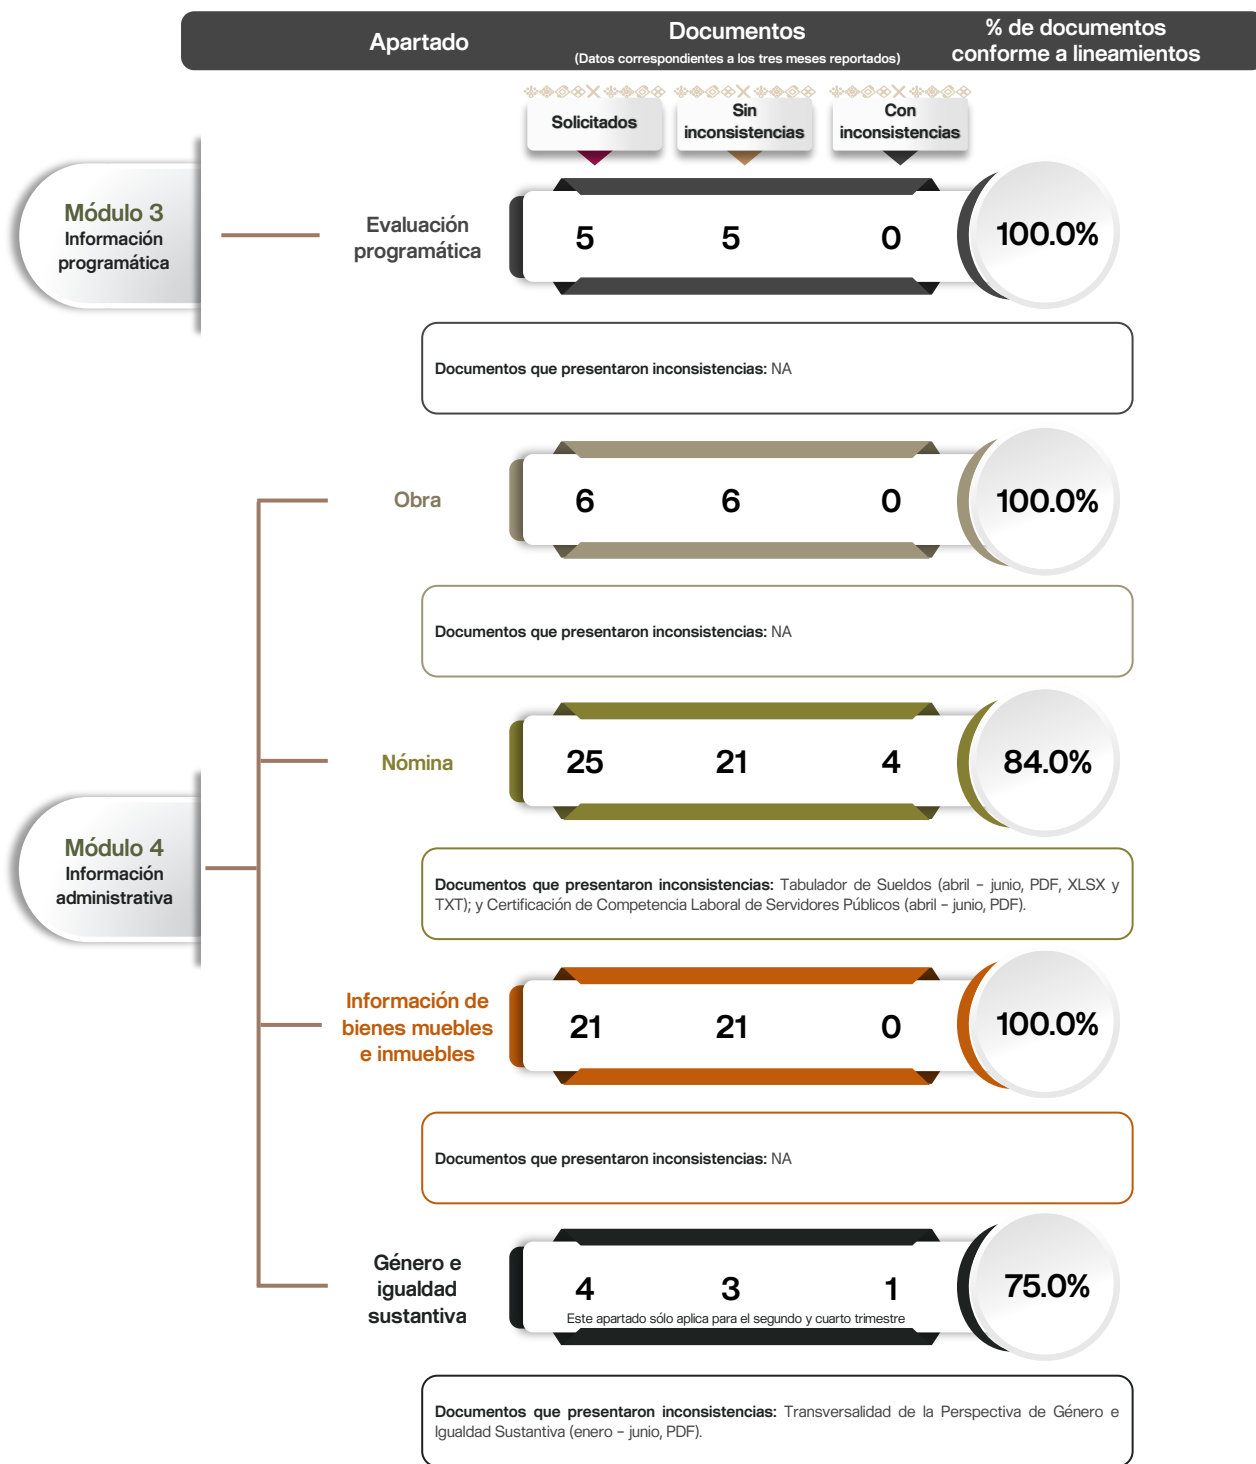 Apartado
Documentos
(Datos correspondientes a los tres meses reportados)
% de documentos
conforme a lineamientos
Solicitados
Sin
inconsistencias
Con
inconsistencias
Módulo 3
Información
programática
Evaluación
programática
5 5 0 100.0%
Documentos que presentaron inconsistencias: NA
Obra
6 6 0 100.0%
Documentos que presentaron inconsistencias: NA
Módulo 4
Información
administrativa
Nómina
25 21 4 84.0%
Documentos que presentaron inconsistencias: Tabulador de Sueldos (abril – junio, PDF, XLSX y
TXT); y Certificación de Competencia Laboral de Servidores Públicos (abril – junio, PDF).
Información de
bienes muebles
e inmuebles
21 21 0 100.0%
Documentos que presentaron inconsistencias: NA
Género e
igualdad
sustantiva
4 3 1 75.0%
Este apartado sólo aplica para el segundo y cuarto trimestre
Documentos que presentaron inconsistencias: Transversalidad de la Perspectiva de Género e
Igualdad Sustantiva (enero – junio, PDF).